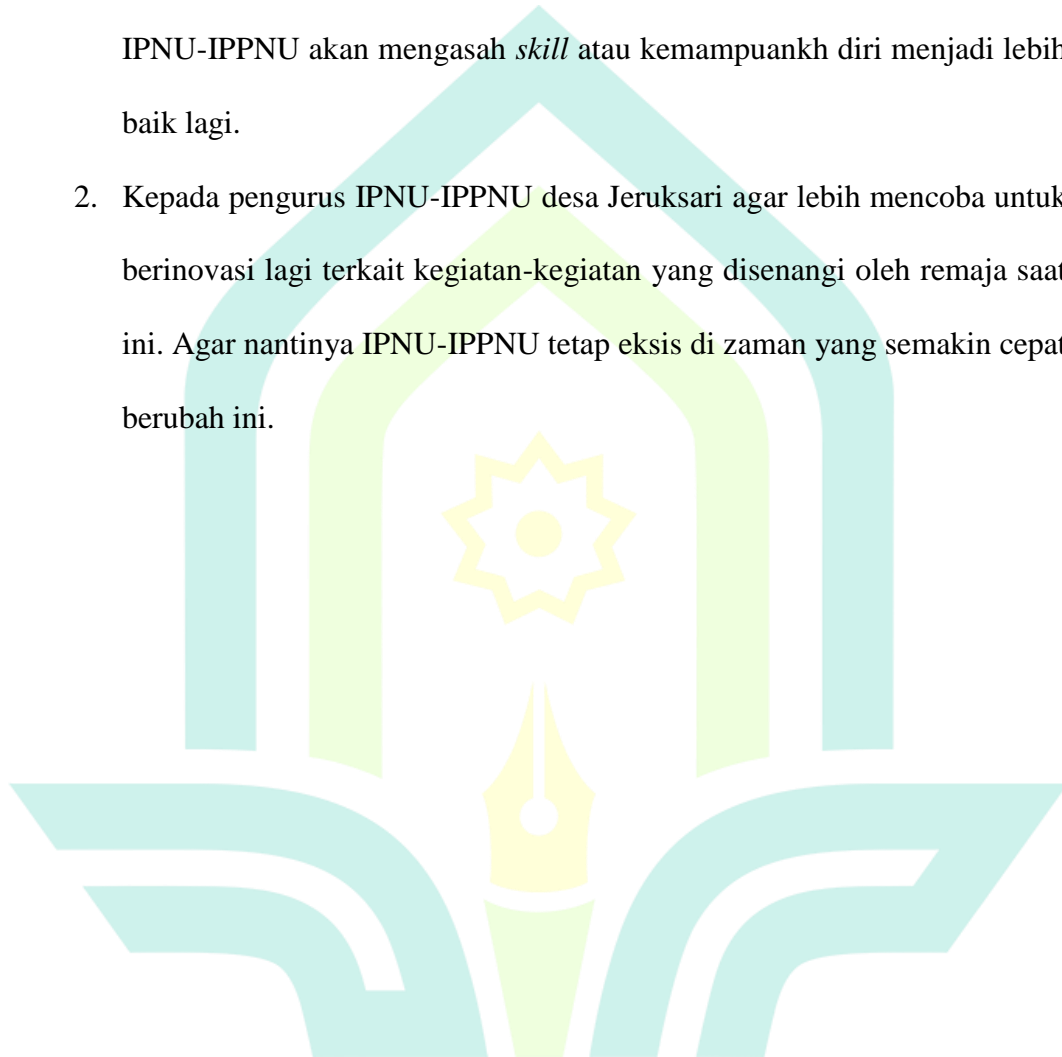 IPNU-IPPNU akan mengasah skill atau kemampuankh diri menjadi lebih
baik lagi.
2. Kepada pengurus IPNU-IPPNU desa Jeruksari agar lebih mencoba untuk
berinovasi lagi terkait kegiatan-kegiatan yang disenangi oleh remaja saat
ini. Agar nantinya IPNU-IPPNU tetap eksis di zaman yang semakin cepat
berubah ini.